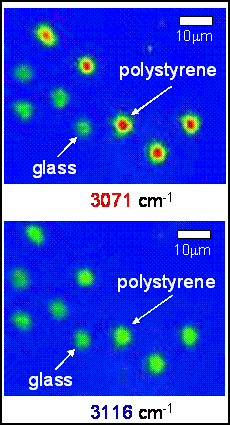 10μm
polystyrene
glass
3071 cm-1
10μm
polystyrene
glass
3116 cm-1